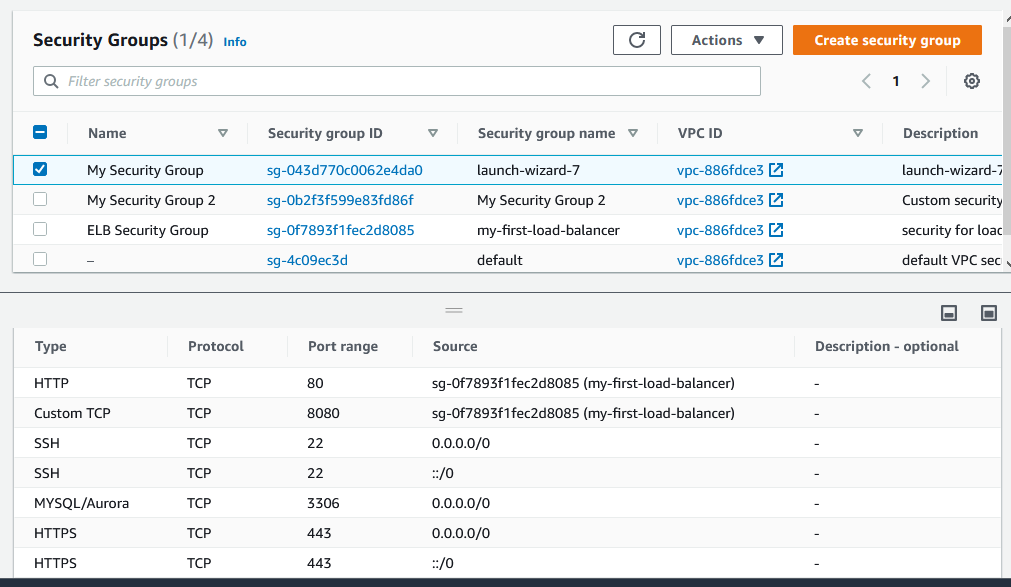 Security Groups (1/4) Info Actions Create security group
Filter security groups 1
Name Security group ID Security group name VPC ID Description
My Security Group sg-043d770c0062e4da0 launch-wizard-7 vpc-886fdce3 launch-wizard-7
My Security Group 2 sg-0b2f3f599e83fd86f My Security Group 2 vpc-886fdce3 Custom security
ELB Security Group sg-0f7893f1fec2d8085 my-first-load-balancer vpc-886fdce3 security for load
– sg-4c09ec3d default vpc-886fdce3 default VPC sec
Type Protocol Port range Source Description - optional
HTTP TCP 80 sg-0f7893f1fec2d8085 (my-first-load-balancer) -
Custom TCP TCP 8080 sg-0f7893f1fec2d8085 (my-first-load-balancer) -
SSH TCP 22 0.0.0.0/0 -
SSH TCP 22 ::/0 -
MYSQL/Aurora TCP 3306 0.0.0.0/0 -
HTTPS TCP 443 0.0.0.0/0 -
HTTPS TCP 443 ::/0 -